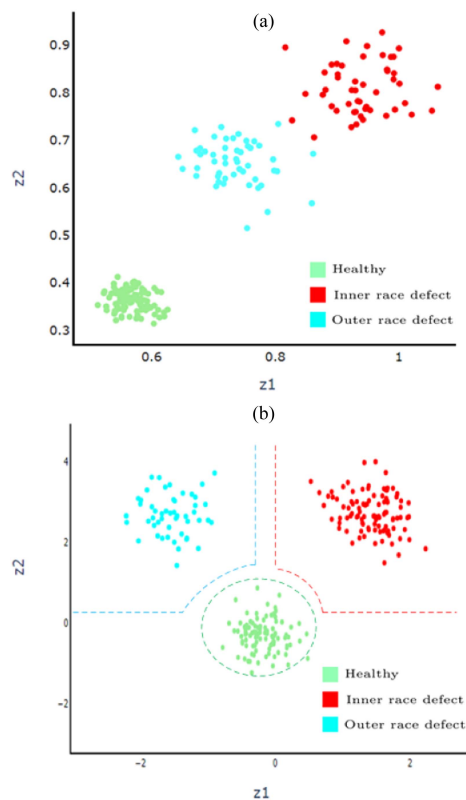 (a)
0.9
0.8
0.7
0.6
0.5
0.4
0.3
z2
Healthy
Inner race defect
Outer race defect
0.6 0.8 1
z1
(b)
4
2
0
−2
z2
Healthy
Inner race defect
Outer race defect
−2 0 2
z1